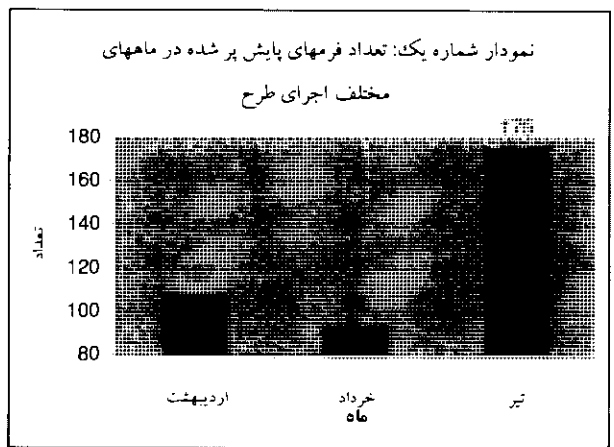 نمودار شماره یک: تعداد فرمهای پایش پر شده در ماههای
مختلف اجرای طرح
180
160
140
120
100
80
تعداد
اردیبهشت
خرداد
تیر
ماه